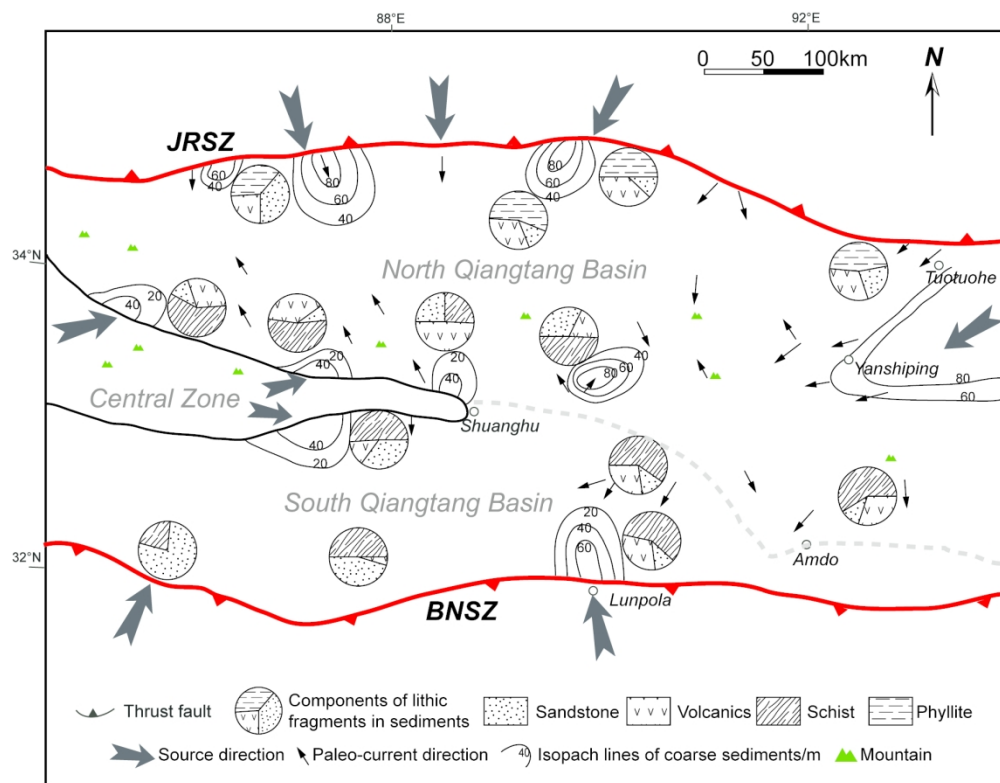 88°E
92°E
0 50 100km
N
JRSZ
80
60
40
60
40
80
60
40
34°N
North Qiangtang Basin
Tuotuohe
20
40
20
40
20
40
40
60
80
Yanshiping
80
60
Central Zone
Shuanghu
40
20
South Qiangtang Basin
20
40
60
32°N
Amdo
Lunpola
BNSZ
Thrust fault
Components of lithic
fragments in sediments
Sandstone
Volcanics
Schist
Phyllite
Source direction
Paleo-current direction
40
Isopach lines of coarse sediments/m
Mountain